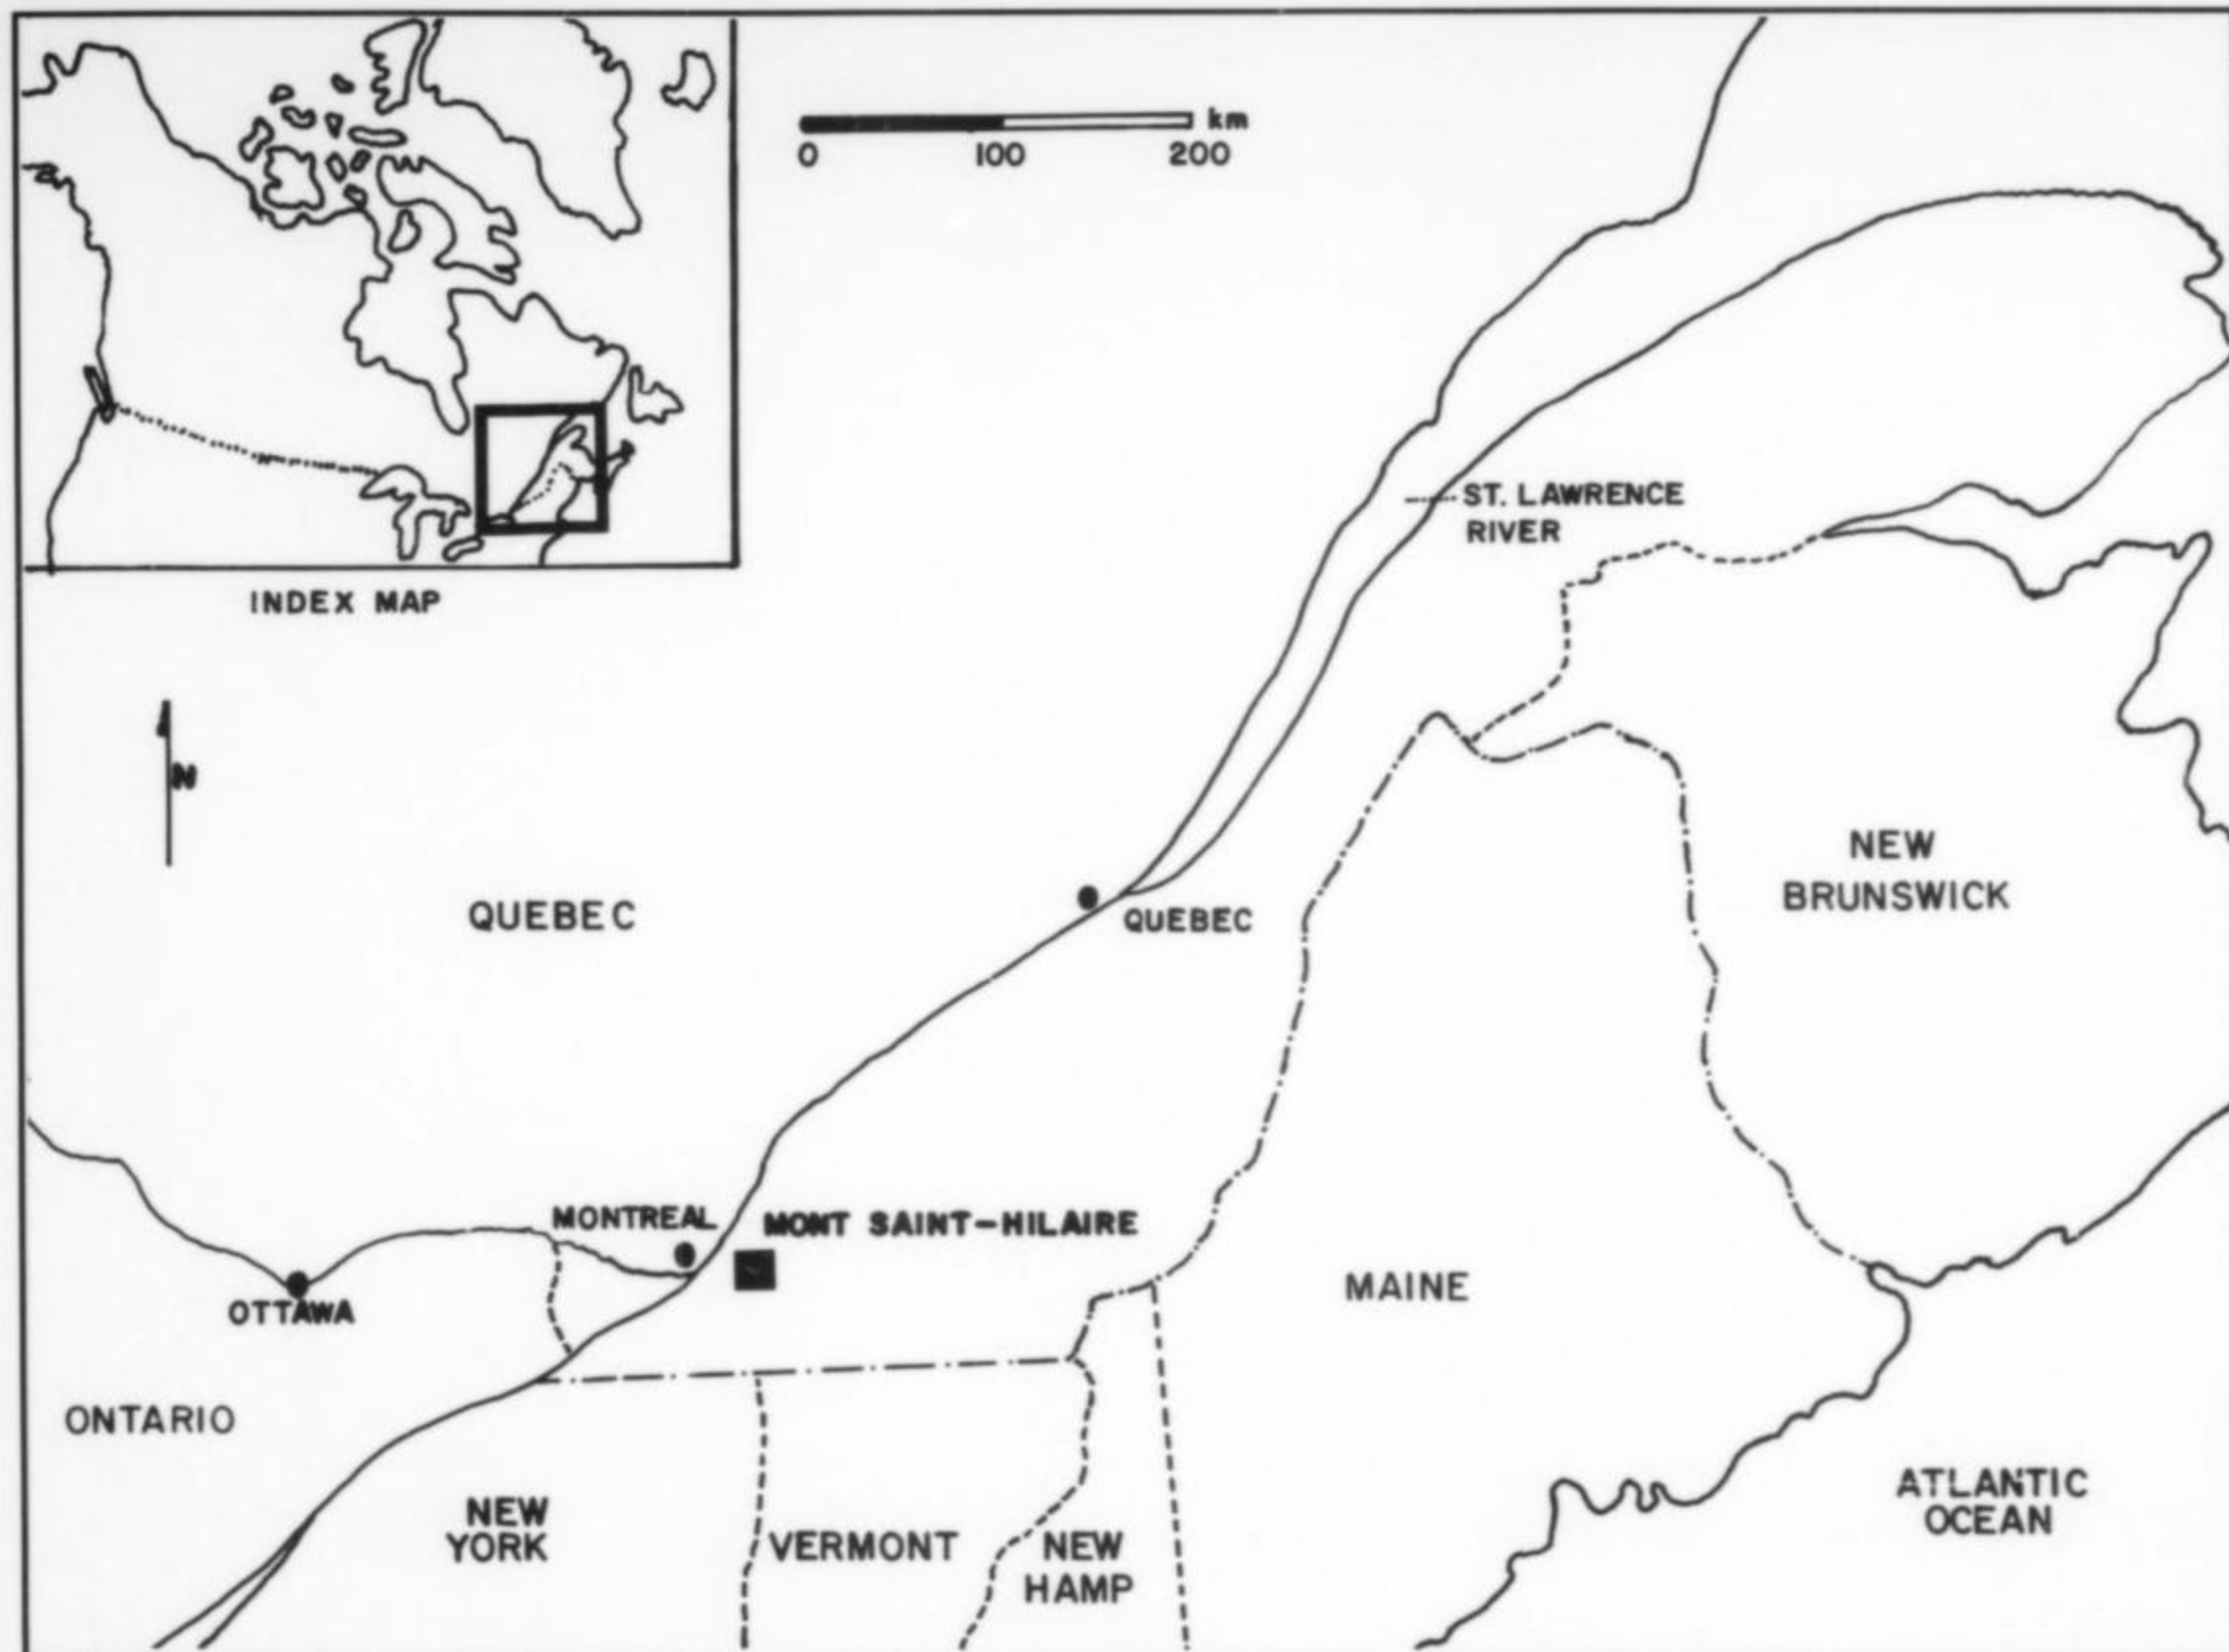 km
0 100 200
ST. LAWRENCE
RIVER
INDEX MAP
N
NEW
BRUNSWICK
QUEBEC
QUEBEC
MONTREAL
MONT SAINT-HILAIRE
OTTAWA
MAINE
ONTARIO
NEW
YORK
VERMONT
NEW
HAMP
ATLANTIC
OCEAN